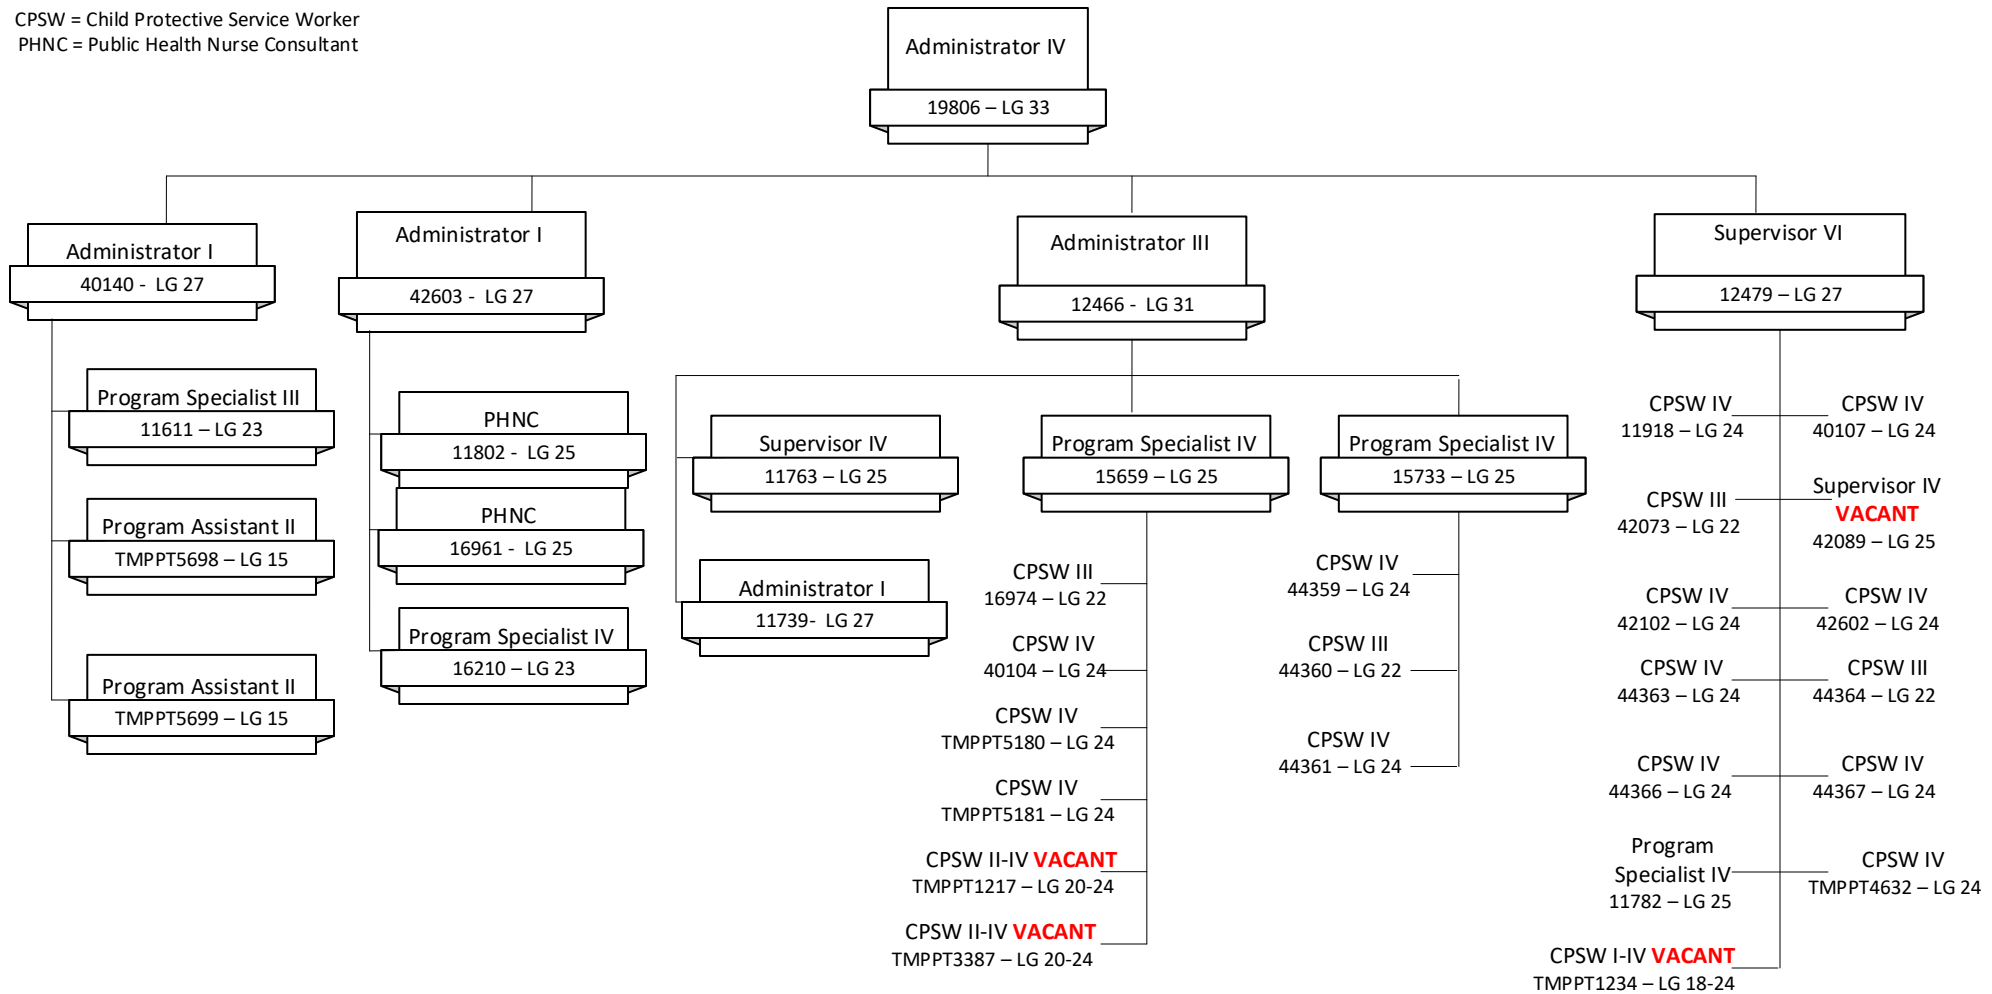 CPSW = Child Protective Service Worker
PHNC = Public Health Nurse Consultant
Administrator IV
19806 – LG 33
Administrator I
40140 -  LG 27
Program Specialist III
11611 – LG 23
Program Assistant II
TMPPT5698 – LG 15
Program Assistant II
TMPPT5699 – LG 15
Administrator I
42603 -  LG 27
PHNC
11802 -  LG 25
PHNC
16961 -  LG 25
Program Specialist IV
16210 – LG 23
Administrator III
12466 -  LG 31
Supervisor IV
11763 – LG 25
Administrator I
11739-  LG 27
Program Specialist IV
15659 – LG 25
CPSW III
16974 – LG 22
CPSW IV
40104 – LG 24
CPSW IV
TMPPT5180 – LG 24
CPSW IV
TMPPT5181 – LG 24
CPSW II-IV VACANT
TMPPT1217 – LG 20-24
CPSW II-IV VACANT
TMPPT3387 – LG 20-24
Program Specialist IV
15733 – LG 25
CPSW IV
44359 – LG 24
CPSW III
44360 – LG 22
CPSW IV
44361 – LG 24
Supervisor VI
12479 – LG 27
CPSW IV
11918 – LG 24
CPSW IV
40107 – LG 24
CPSW III
42073 – LG 22
Supervisor IV
VACANT
42089 – LG 25
CPSW IV
42102 – LG 24
CPSW IV
42602 – LG 24
CPSW IV
44363 – LG 24
CPSW III
44364 – LG 22
CPSW IV
44366 – LG 24
CPSW IV
44367 – LG 24
Program
Specialist IV
11782 – LG 25
CPSW IV
TMPPT4632 – LG 24
CPSW I-IV VACANT
TMPPT1234 – LG 18-24